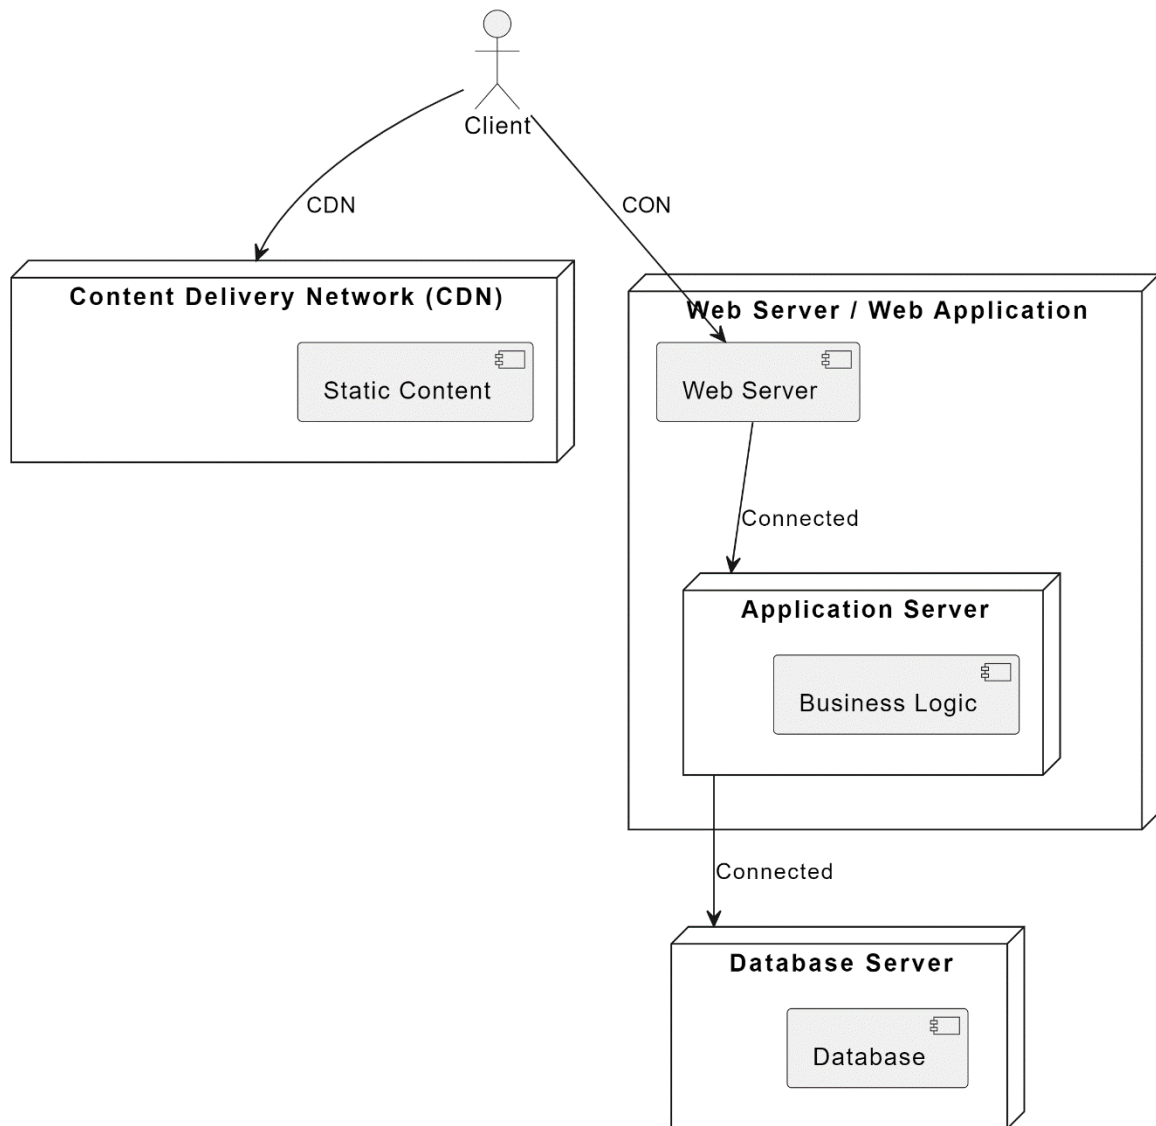 Client
CDN
CON
Content Delivery Network (CDN)
Static Content
Web Server / Web Application
Web Server
Connected
Application Server
Business Logic
Connected
Database Server
Database